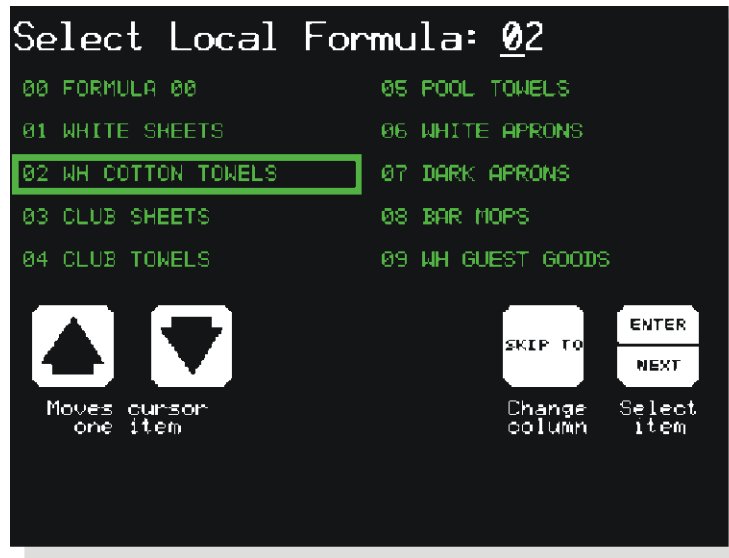 Select Local Formula: 02
00 FORMULA 00
01 WHITE SHEETS
02 WH COTTON TOWELS
03 CLUB SHEETS
04 CLUB TOWELS
05 POOL TOWELS
06 WHITE APRONS
07 DARK APRONS
08 BAR MOPS
09 WH GUEST GOODS
Moves cursor
one item
SKIP TO
Change
column
ENTER
NEXT
Select
item